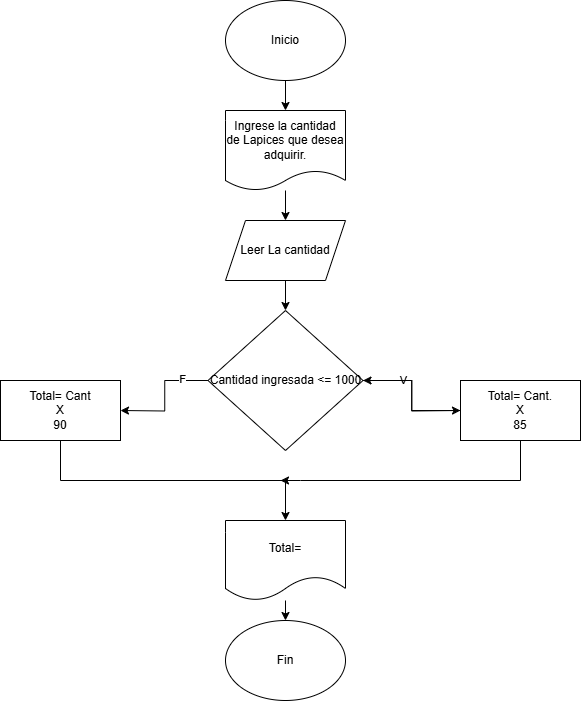 Inicio
Ingrese la cantidad
de Lapices que desea
adquirir.
Leer La cantidad
Cantidad ingresada <= 1000
F
V
Total= Cant
X
90
Total= Cant.
X
85
Total=
Fin